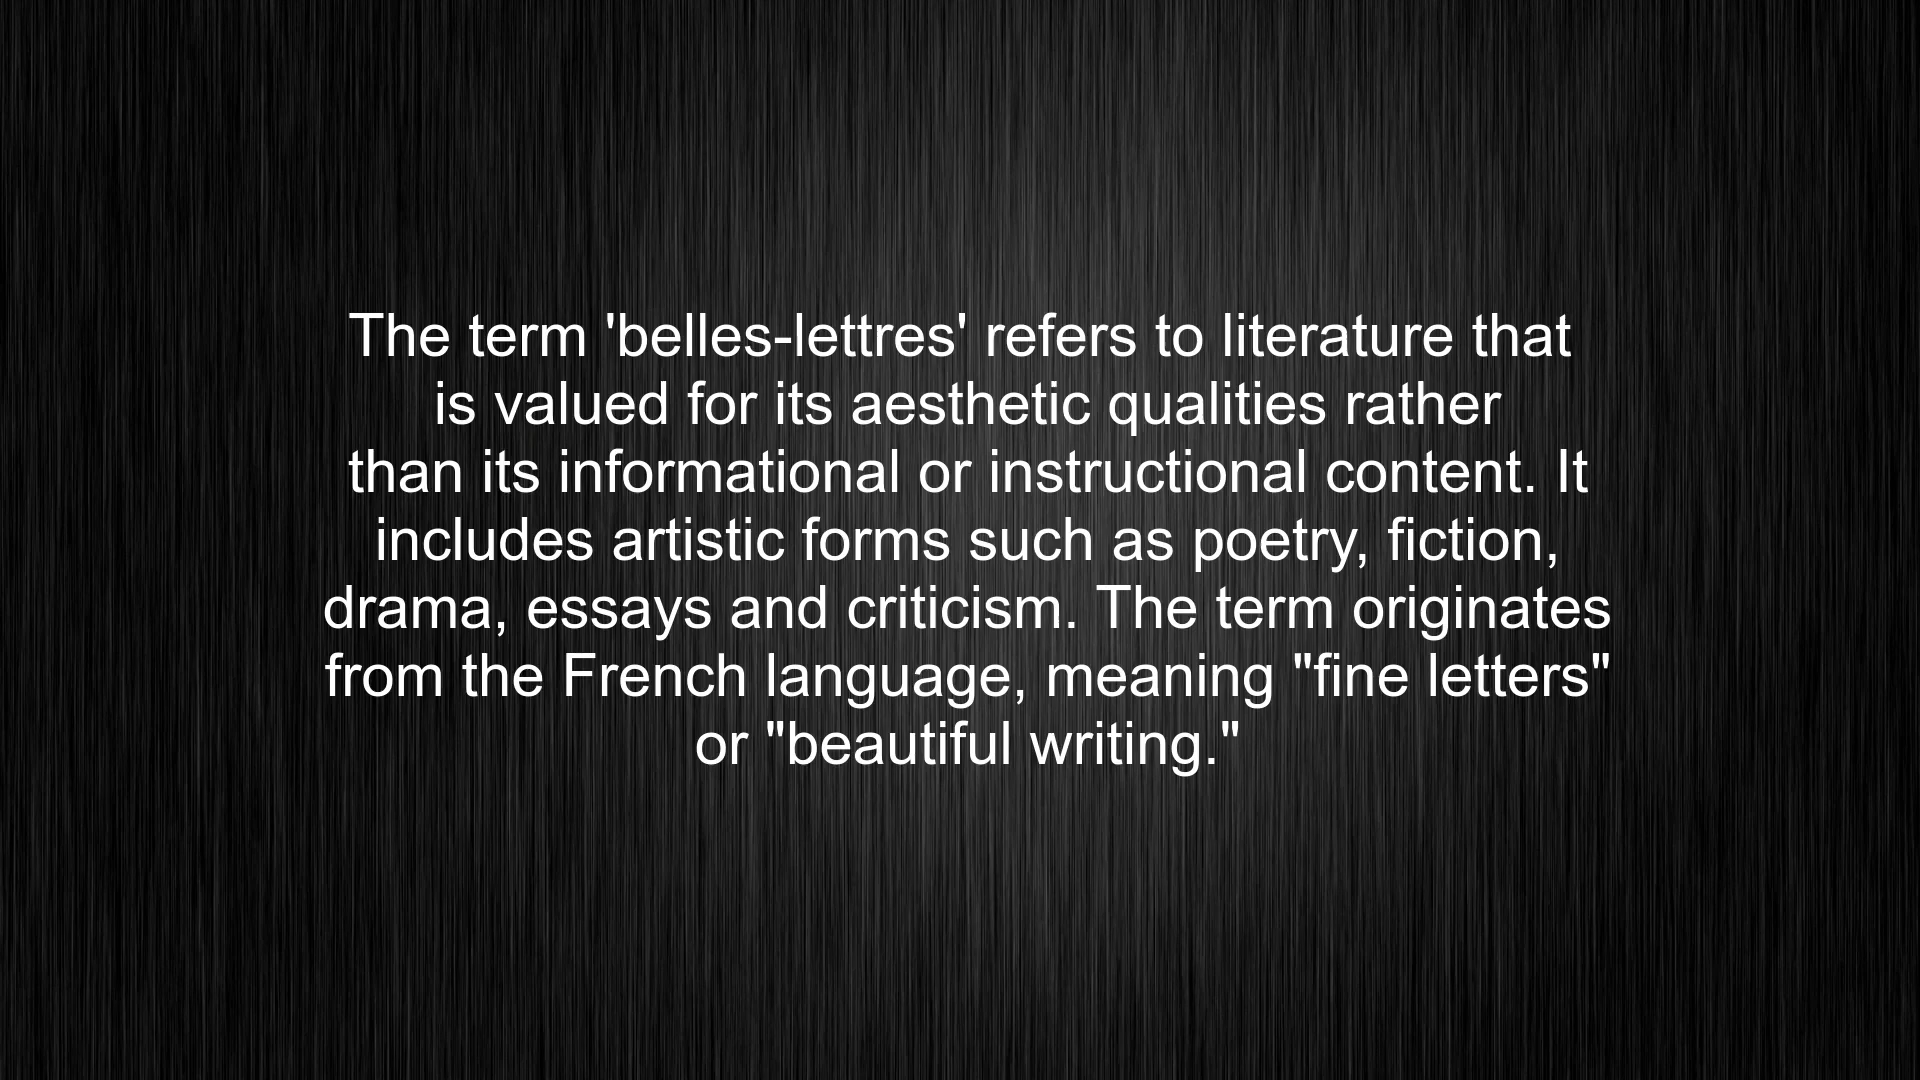 The term 'belles-lettres' refers to literature that
is valued for its aesthetic qualities rather
than its informational or instructional content. It
includes artistic forms such as poetry, fiction,
drama, essays and criticism. The term originates
from the French language, meaning "fine letters"
or "beautiful writing."